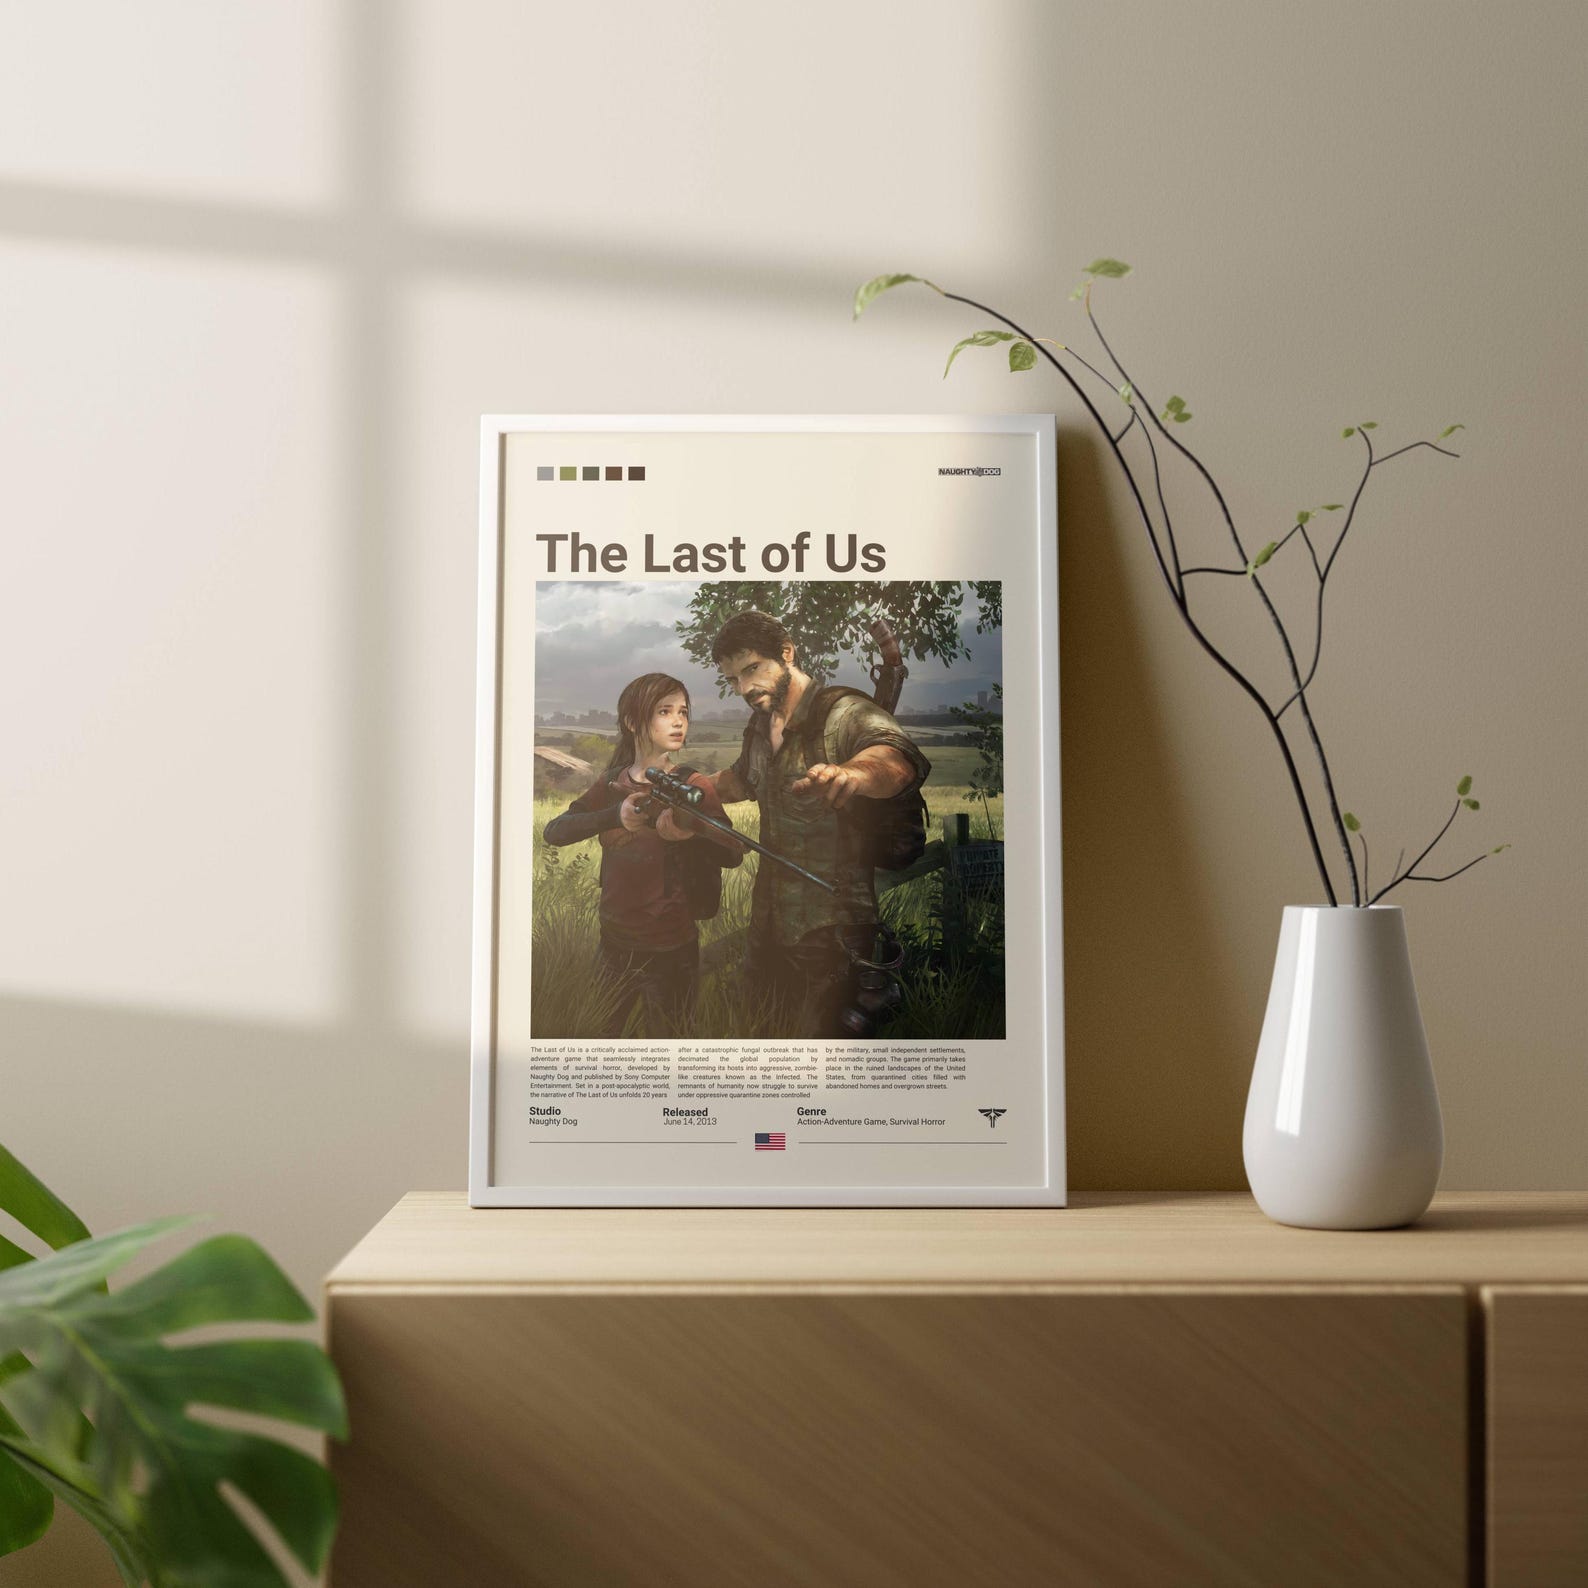 NAUGHTY DOG
The Last of Us
The Last of Us is a critically acclaimed action-
adventure game that seamlessly integrates
elements of survival horror, developed by
Naughty Dog and published by Sony Computer
Entertainment. Set in a post-apocalyptic world,
the narrative of The Last of Us unfolds 20 years
after a catastrophic fungal outbreak that has
decimated the global population by
transforming its hosts into aggressive, zombie-
like creatures known as the Infected. The
remnants of humanity now struggle to survive
under oppressive quarantine zones controlled
by the military, small independent settlements,
and nomadic groups. The game primarily takes
place in the ruined landscapes of the United
States, from quarantined cities filled with
abandoned homes and overgrown streets.
Studio
Naughty Dog
Released
June 14, 2013
Genre
Action-Adventure Game, Survival Horror